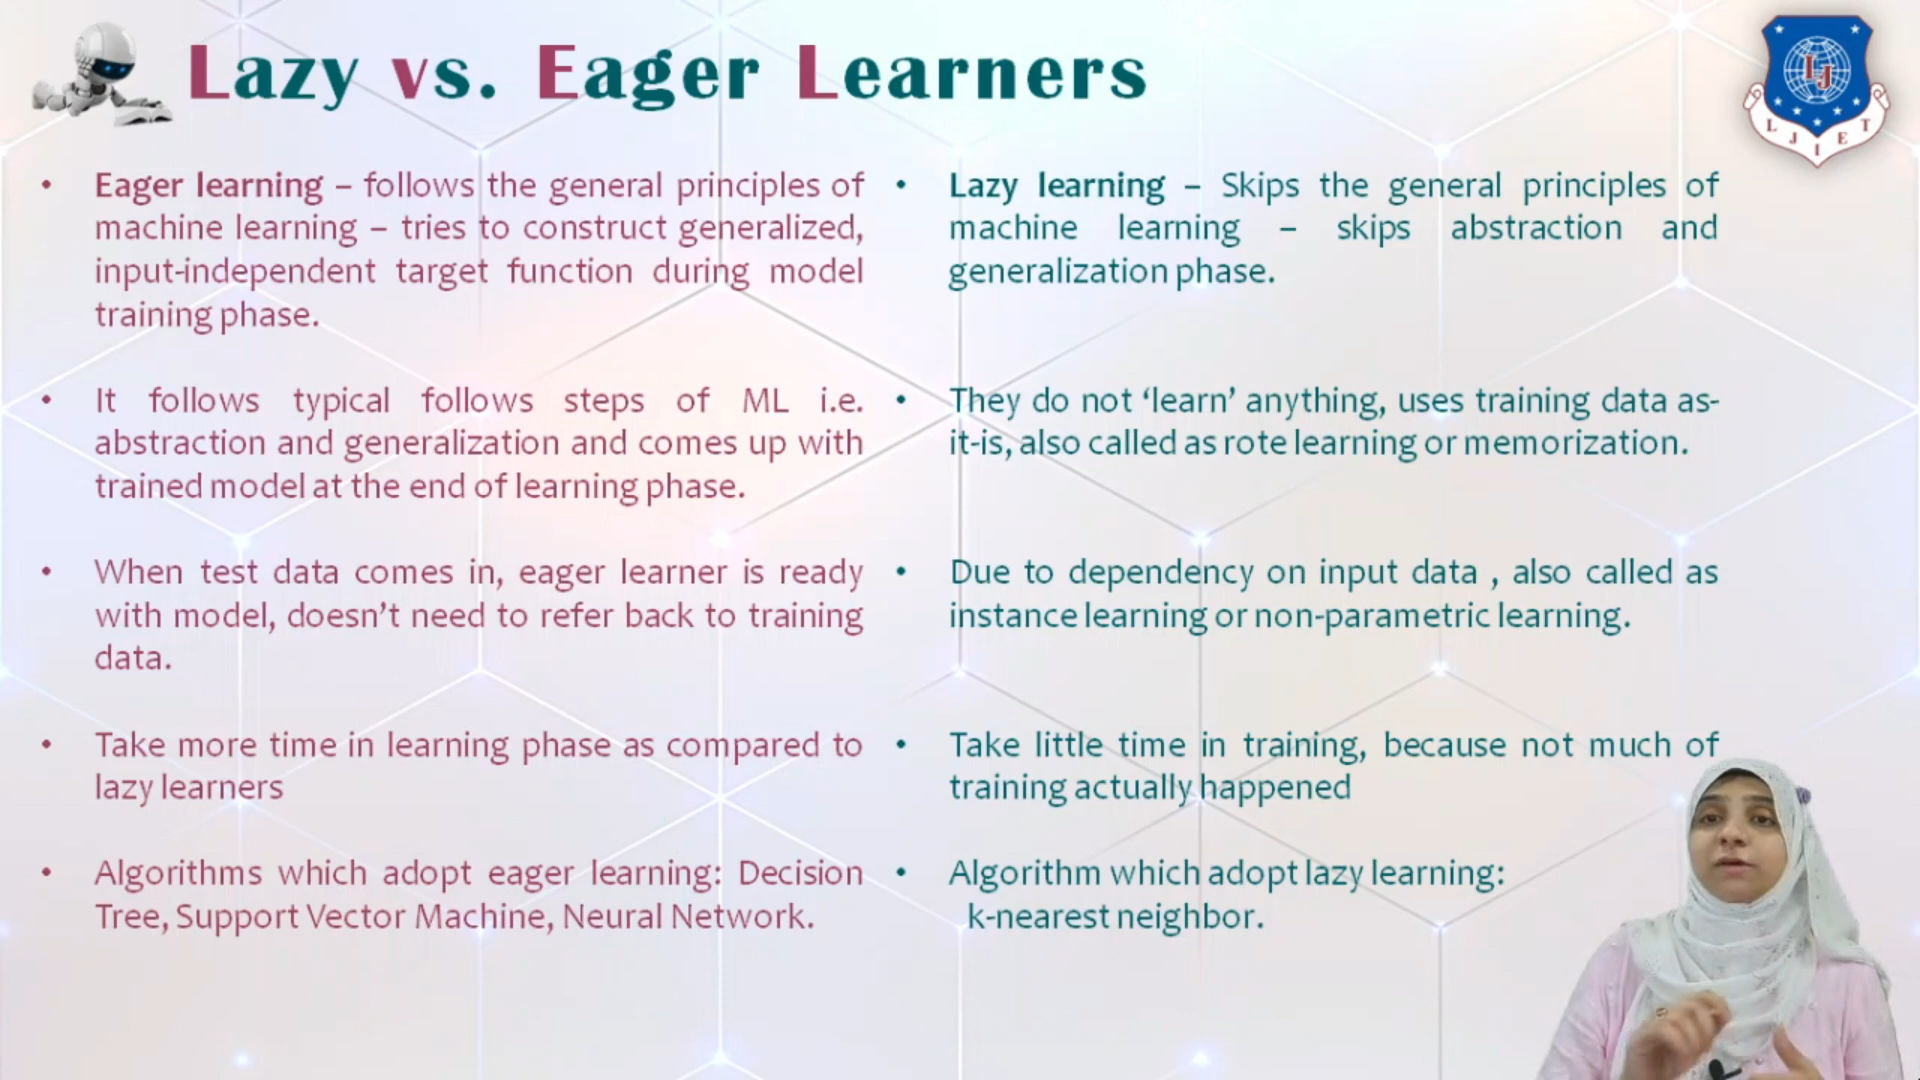 Lazy vs. Eager Learners
LJ
L J I E T
• Eager learning – follows the general principles of
machine learning – tries to construct generalized,
input-independent target function during model
training phase.
• It follows typical follows steps of ML i.e.
abstraction and generalization and comes up with
trained model at the end of learning phase.
• When test data comes in, eager learner is ready
with model, doesn't need to refer back to training
data.
• Take more time in learning phase as compared to
lazy learners
• Algorithms which adopt eager learning: Decision
Tree, Support Vector Machine, Neural Network.
• Lazy learning – Skips the general principles of
machine learning – skips abstraction and
generalization phase.
• They do not ‘learn’ anything, uses training data as-
it-is, also called as rote learning or memorization.
• Due to dependency on input data , also called as
instance learning or non-parametric learning.
• Take little time in training, because not much of
training actually happened
• Algorithm which adopt lazy learning:
k-nearest neighbor.